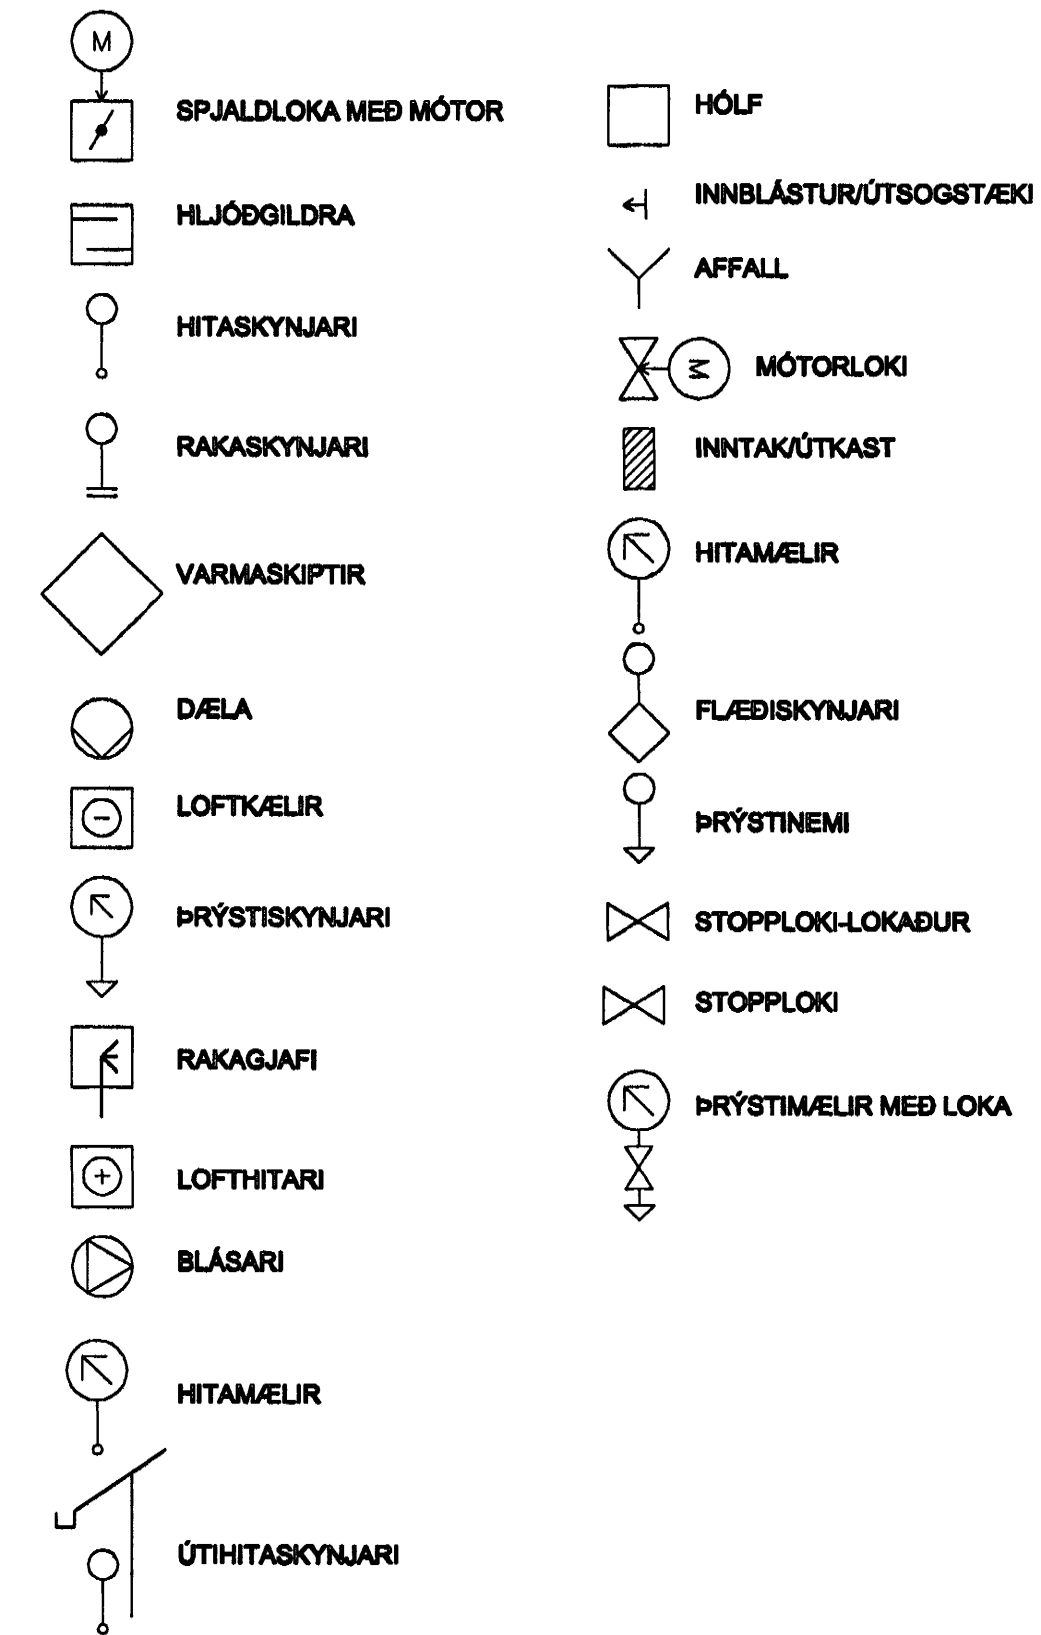 M
SPJALDLOKA MEÐ MÓTOR
HLJÓÐGILDRA
HITASKYNJARI
RAKASKYNJARI
VARMASKIPTIR
DÆLA
LOFTKÆLIR
ÞRÝSTISKYNJARI
RAKAGJAFI
LOFTHITARI
BLÁSARI
HITAMÆLIR
ÚTIHITASKYNJARI
HÓLF
INNBLÁSTUR/ÚTSOGSTÆKI
AFFALL
M
MÓTORLOKI
INNTAK/ÚTKAST
HITAMÆLIR
FLÆÐISKYNJARI
ÞRÝSTINEMI
STOPPLOKI-LOKAÐUR
STOPPLOKI
ÞRÝSTIMÆLIR MEÐ LOKA